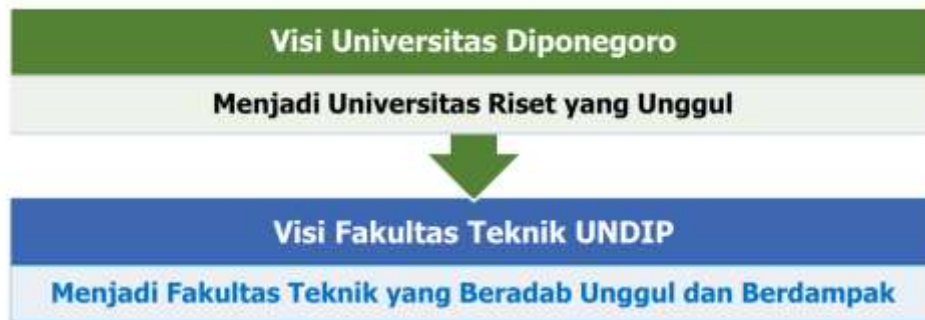 Visi Universitas Diponegoro
Menjadi Universitas Riset yang Unggul
Visi Fakultas Teknik UNDIP
Menjadi Fakultas Teknik yang Beradab Unggul dan Berdampak